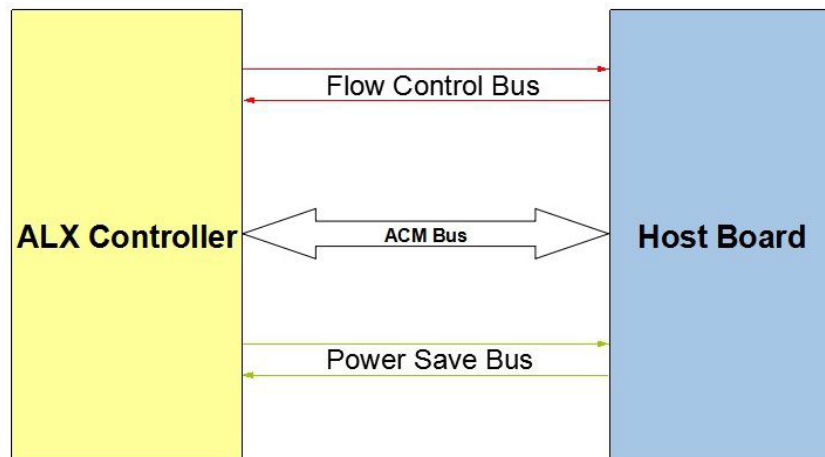 Flow Control Bus
ALX Controller
ACM Bus
Host Board
Power Save Bus